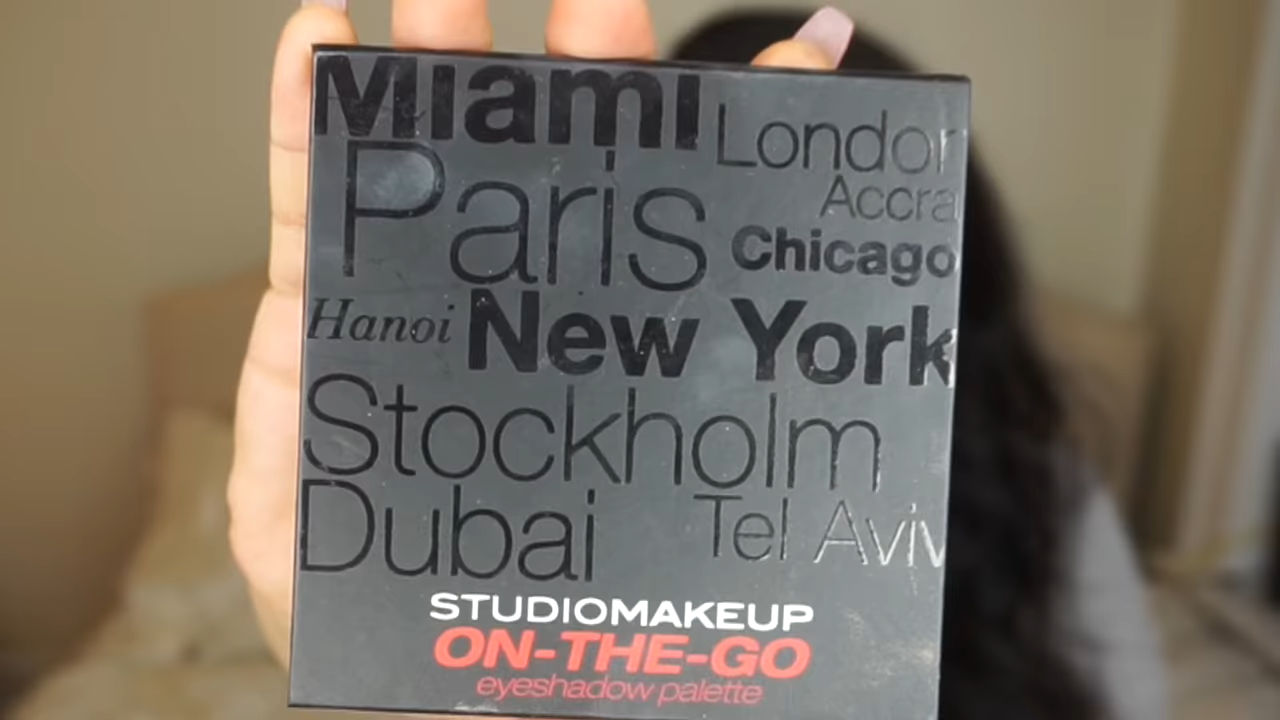 Miami
London
Paris
Accra
Chicago
Hanoi New York
Stockholm
Dubai Tel Aviv
STUDIOMAKEUP
ON-THE-GO
eyeshadow palette